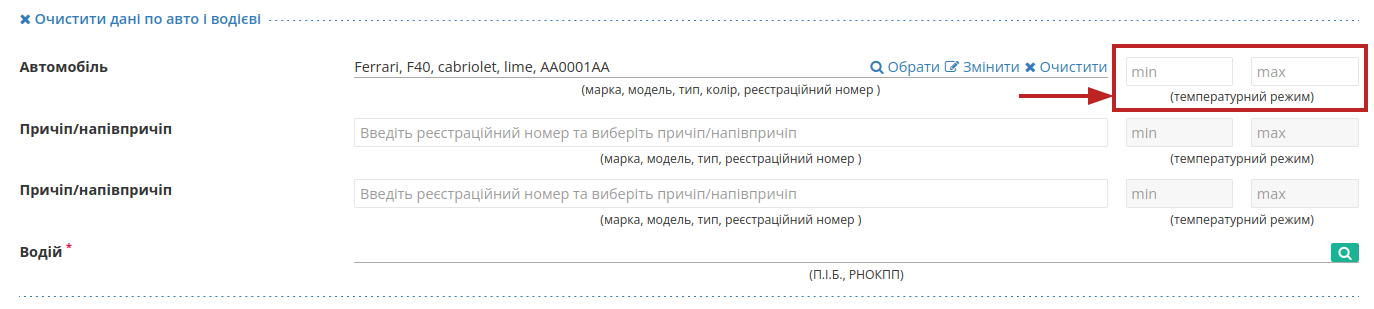 Очистити дані по авто і водієві
Автомобіль Ferrari, F40, cabriolet, lime, AA0001AA Обрати Змінити Очистити min max
(марка, модель, тип, колір, реєстраційний номер ) (температурний режим)
Причіп/напівпричіп Введіть реєстраційний номер та виберіть причіп/напівпричіп min max
(марка, модель, тип, реєстраційний номер ) (температурний режим)
Причіп/напівпричіп Введіть реєстраційний номер та виберіть причіп/напівпричіп min max
(марка, модель, тип, реєстраційний номер ) (температурний режим)
Водій *
(П.І.Б., РНОКПП)